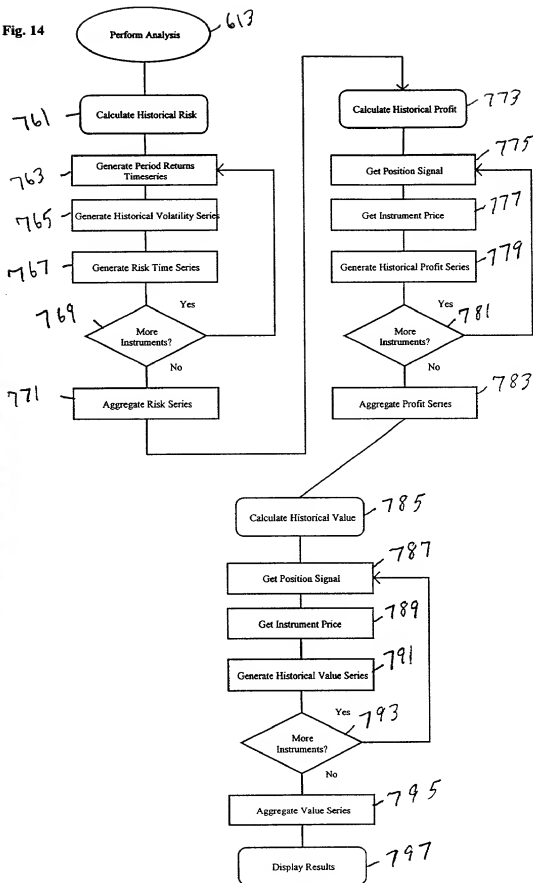 Fig. 14
Perform Analysis
613
761
Calculate Historical Risk
763
Generate Period Returns
Timeseries
765
Generate Historical Volatility Series
767
Generate Risk Time Series
Yes
769
More
Instruments?
No
771
Aggregate Risk Series
Calculate Historical Profit
773
775
Get Position Signal
777
Get Instrument Price
779
Generate Historical Profit Series
Yes
781
More
Instruments?
No
783
Aggregate Profit Series
785
Calculate Historical Value
787
Get Position Signal
789
Get Instrument Price
791
Generate Historical Value Series
Yes
793
More
Instruments?
No
795
Aggregate Value Series
797
Display Results